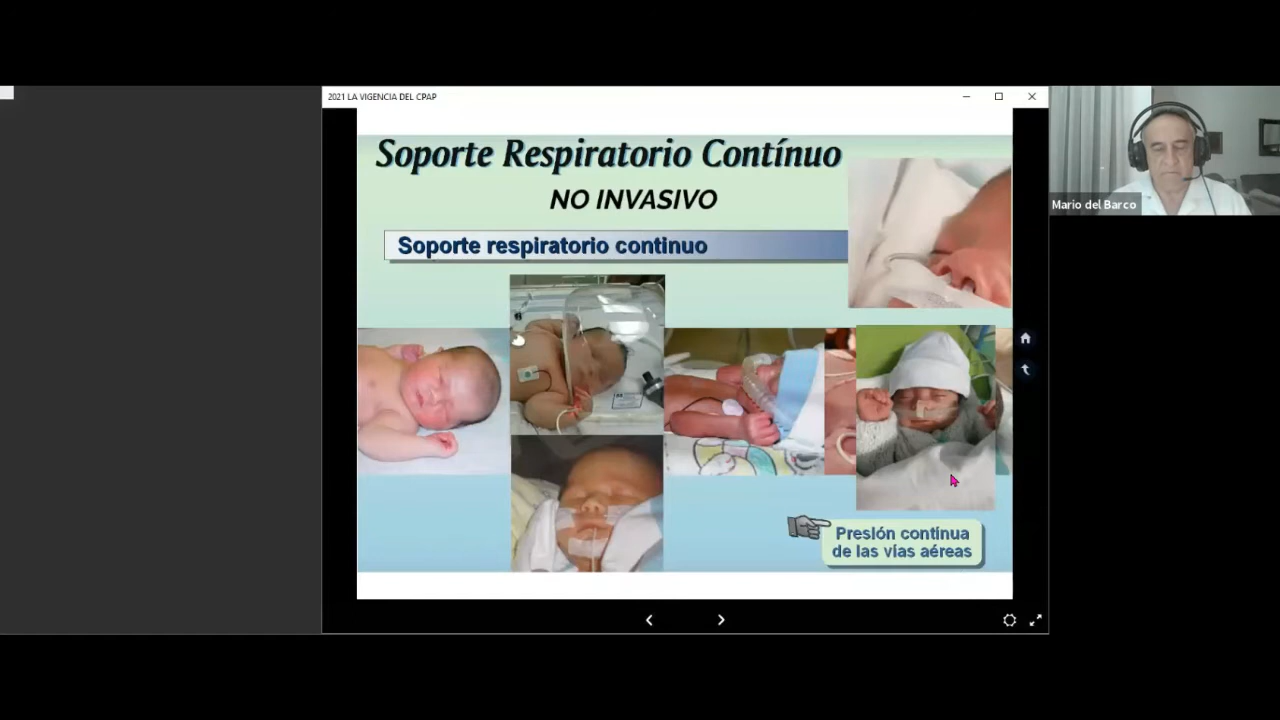 2021 LA VIGENCIA DEL CPAP
Soporte Respiratorio Contínuo
NO INVASIVO
Soporte respiratorio continuo
Mario del Barco
Presión contínua
de las vías aéreas